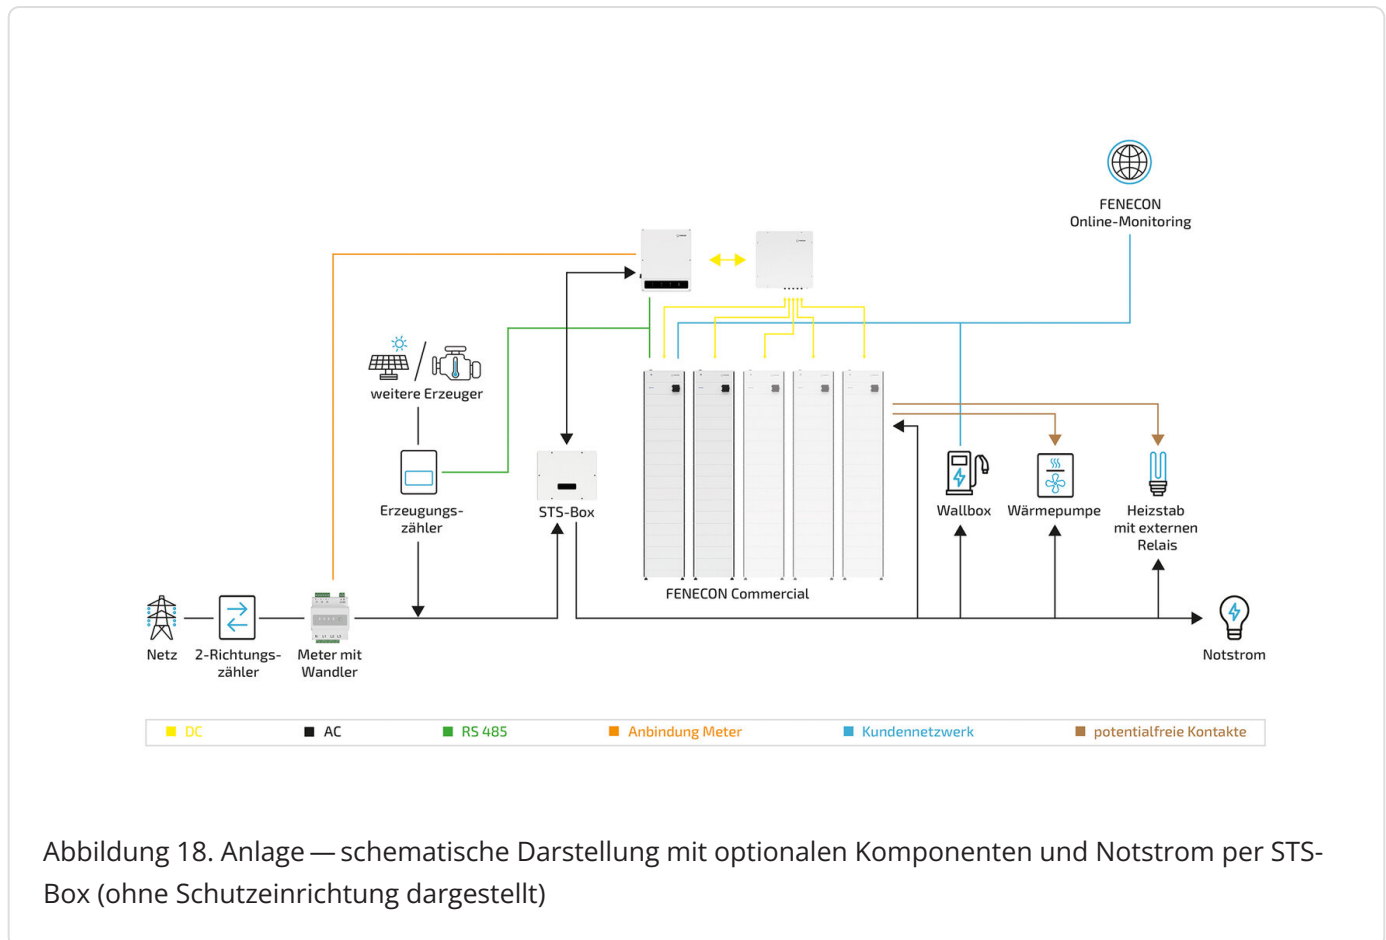 FENECON
Online-Monitoring
weitere Erzeuger
Erzeugungs-
zähler
STS-Box
Wallbox
Wärmepumpe
Heizstab
mit externen
Relais
FENECON Commercial
Netz
2-Richtungs-
zähler
Meter mit
Wandler
Notstrom
DC
AC
RS 485
Anbindung Meter
Kundennetzwerk
potentialfreie Kontakte
Abbildung 18. Anlage — schematische Darstellung mit optionalen Komponenten und Notstrom per STS-
Box (ohne Schutzeinrichtung dargestellt)